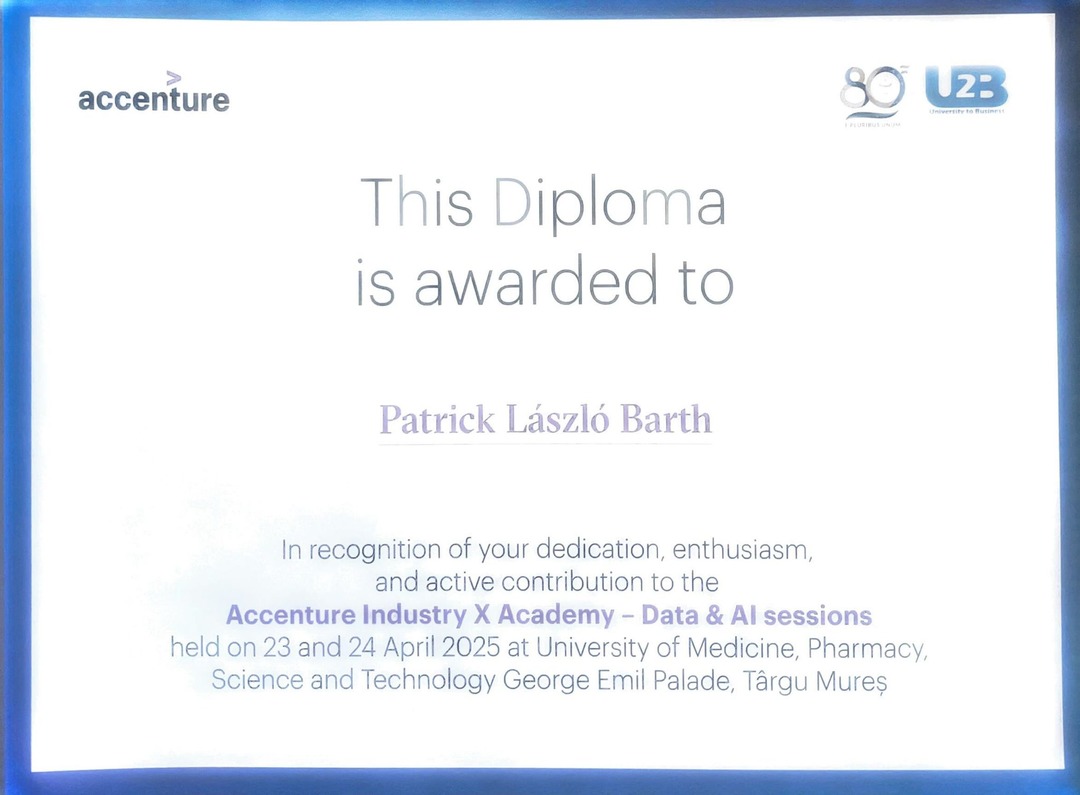 accenture
80
U2B
University to Business
This Diploma
is awarded to
Patrick László Barth
In recognition of your dedication, enthusiasm,
and active contribution to the
Accenture Industry X Academy – Data & AI sessions
held on 23 and 24 April 2025 at University of Medicine, Pharmacy,
Science and Technology George Emil Palade, Târgu Mureș